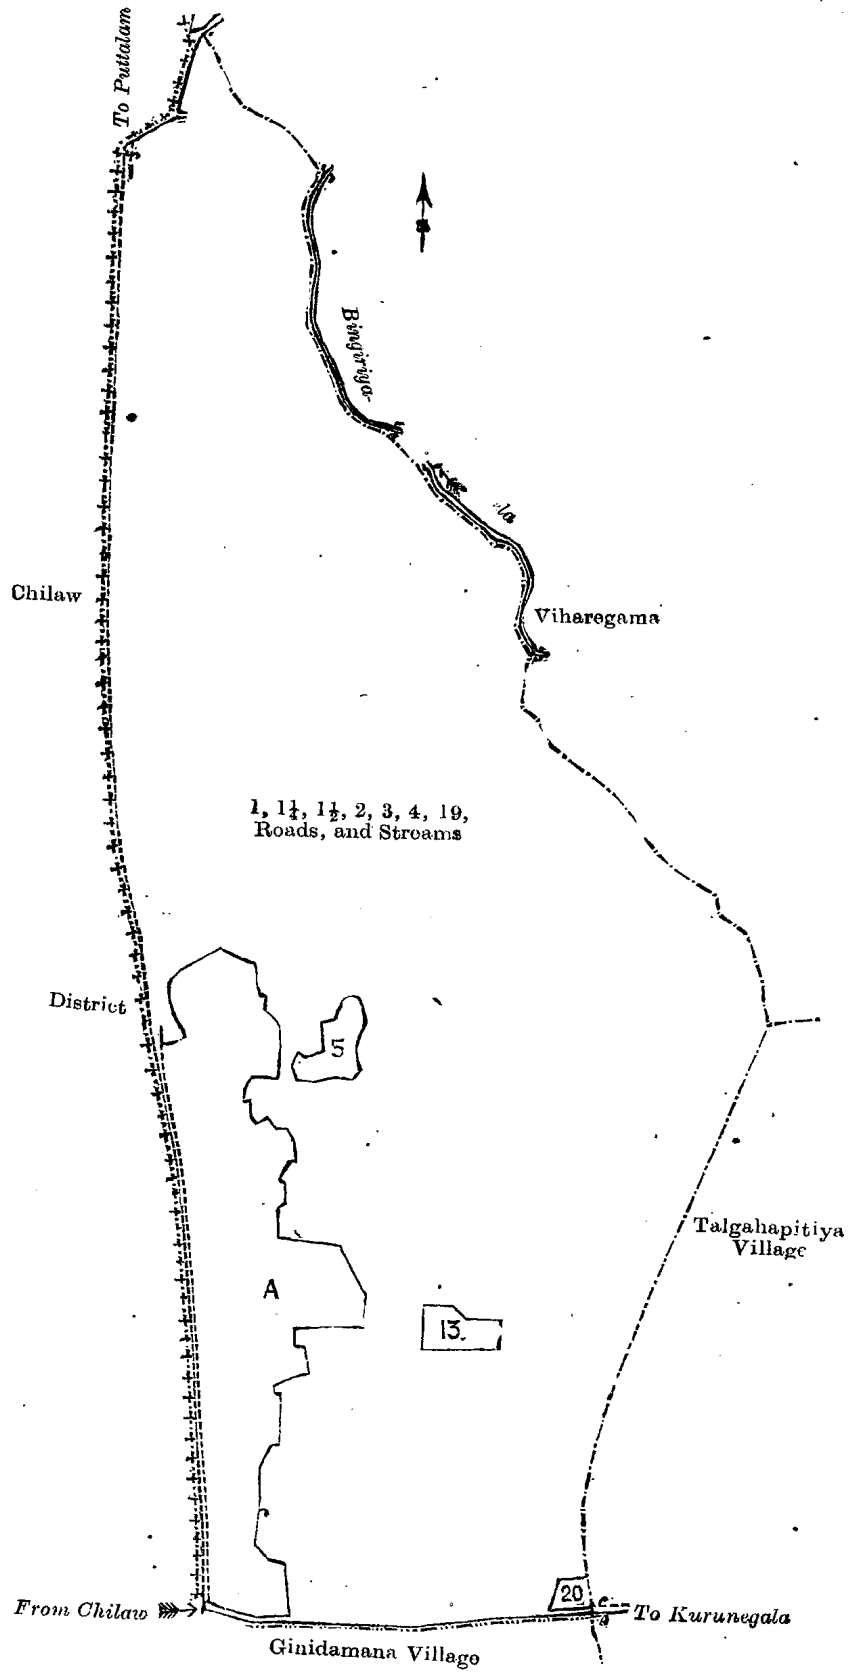 To Puttalam
Bingiriya-
ela
Chilaw
Viharegama
1, 1¼, 1½, 2, 3, 4, 19,
Roads, and Streams
District
5
Talgahapitiya
Village
A
13.
20
From Chilaw
To Kurunegala
Ginidamana Village